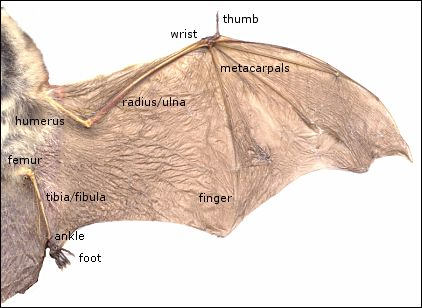 thumb
wrist
metacarpals
radius/ulna
humerus
femur
tibia/fibula
finger
ankle
foot